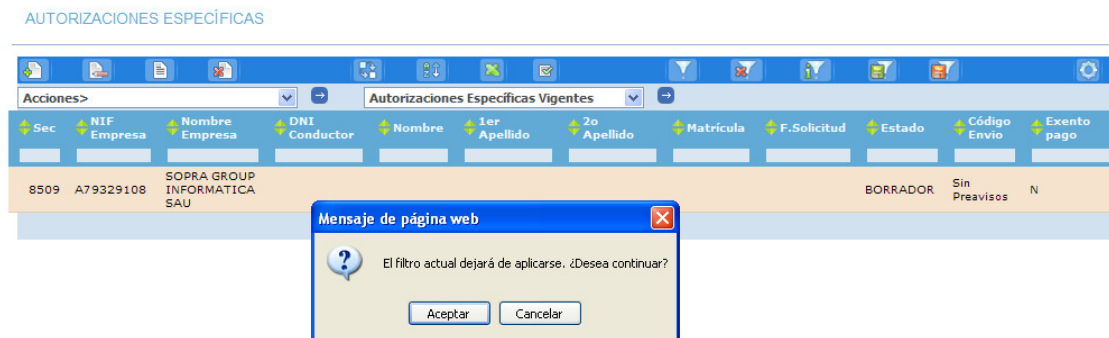 AUTORIZACIONES ESPECÍFICAS
Acciones> Autorizaciones Específicas Vigentes
Sec NIF Empresa Nombre Empresa DNI Conductor Nombre 1er Apellido 2o Apellido Matrícula F.Solicitud Estado Código Envio Exento pago
8509 A79329108 SOPRA GROUP INFORMATICA SAU BORRADOR Sin Preavisos N
Mensaje de página web
El filtro actual dejará de aplicarse. ¿Desea continuar?
Aceptar Cancelar